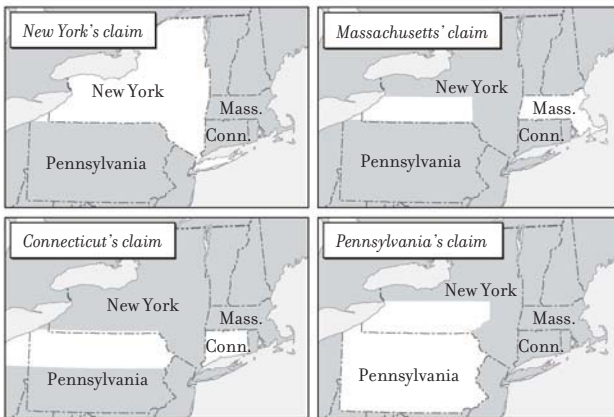 New York's claim
New York
Mass.
Conn.
Pennsylvania
Massachusetts' claim
New York
Mass.
Conn.
Pennsylvania
Connecticut's claim
New York
Mass.
Conn.
Pennsylvania
Pennsylvania's claim
New York
Mass.
Conn.
Pennsylvania